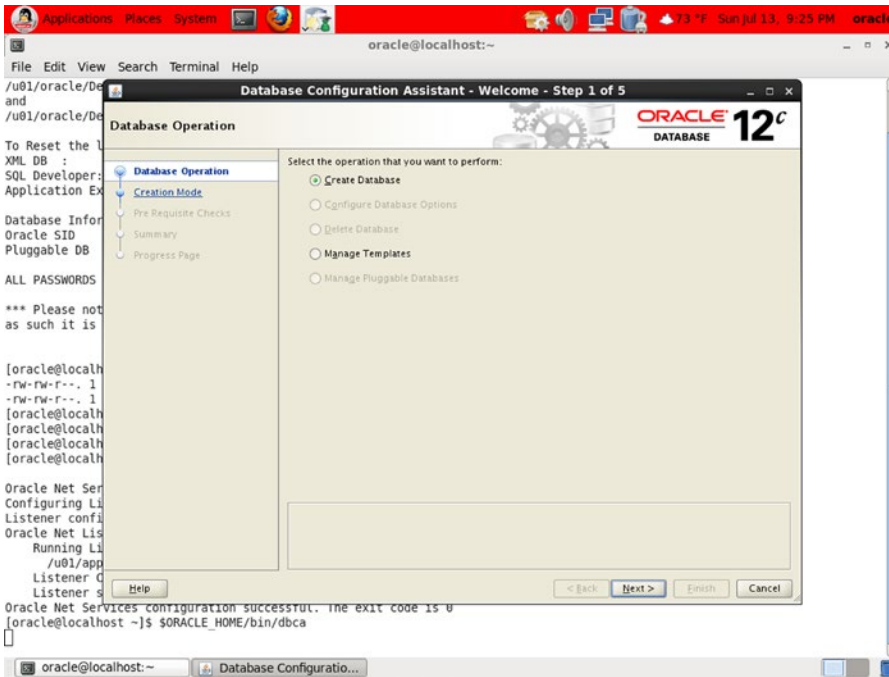 Applications Places System 73 °F Sun Jul 13, 9:25 PM oracl
oracle@localhost:~
File Edit View Search Terminal Help
/u01/oracle/De
and
/u01/oracle/De
To Reset the l
XML DB :
SQL Developer:
Application Ex
Database Infor
Oracle SID
Pluggable DB
ALL PASSWORDS
*** Please not
as such it is
[oracle@localh
-rw-rw-r--. 1
-rw-rw-r--. 1
[oracle@localh
[oracle@localh
[oracle@localh
[oracle@localh
Oracle Net Ser
Configuring Li
Listener confi
Oracle Net Lis
Running Li
/u01/app
Listener C
Listener s
Oracle Net Services configuration successful. The exit code is 0
[oracle@localhost ~]$ $ORACLE_HOME/bin/dbca
Database Configuration Assistant - Welcome - Step 1 of 5
Database Operation
ORACLE DATABASE 12c
Database Operation
Creation Mode
Pre Requisite Checks
Summary
Progress Page
Select the operation that you want to perform:
Create Database
Configure Database Options
Delete Database
Manage Templates
Manage Pluggable Databases
Help < Back Next > Finish Cancel
oracle@localhost:~ Database Configuratio...